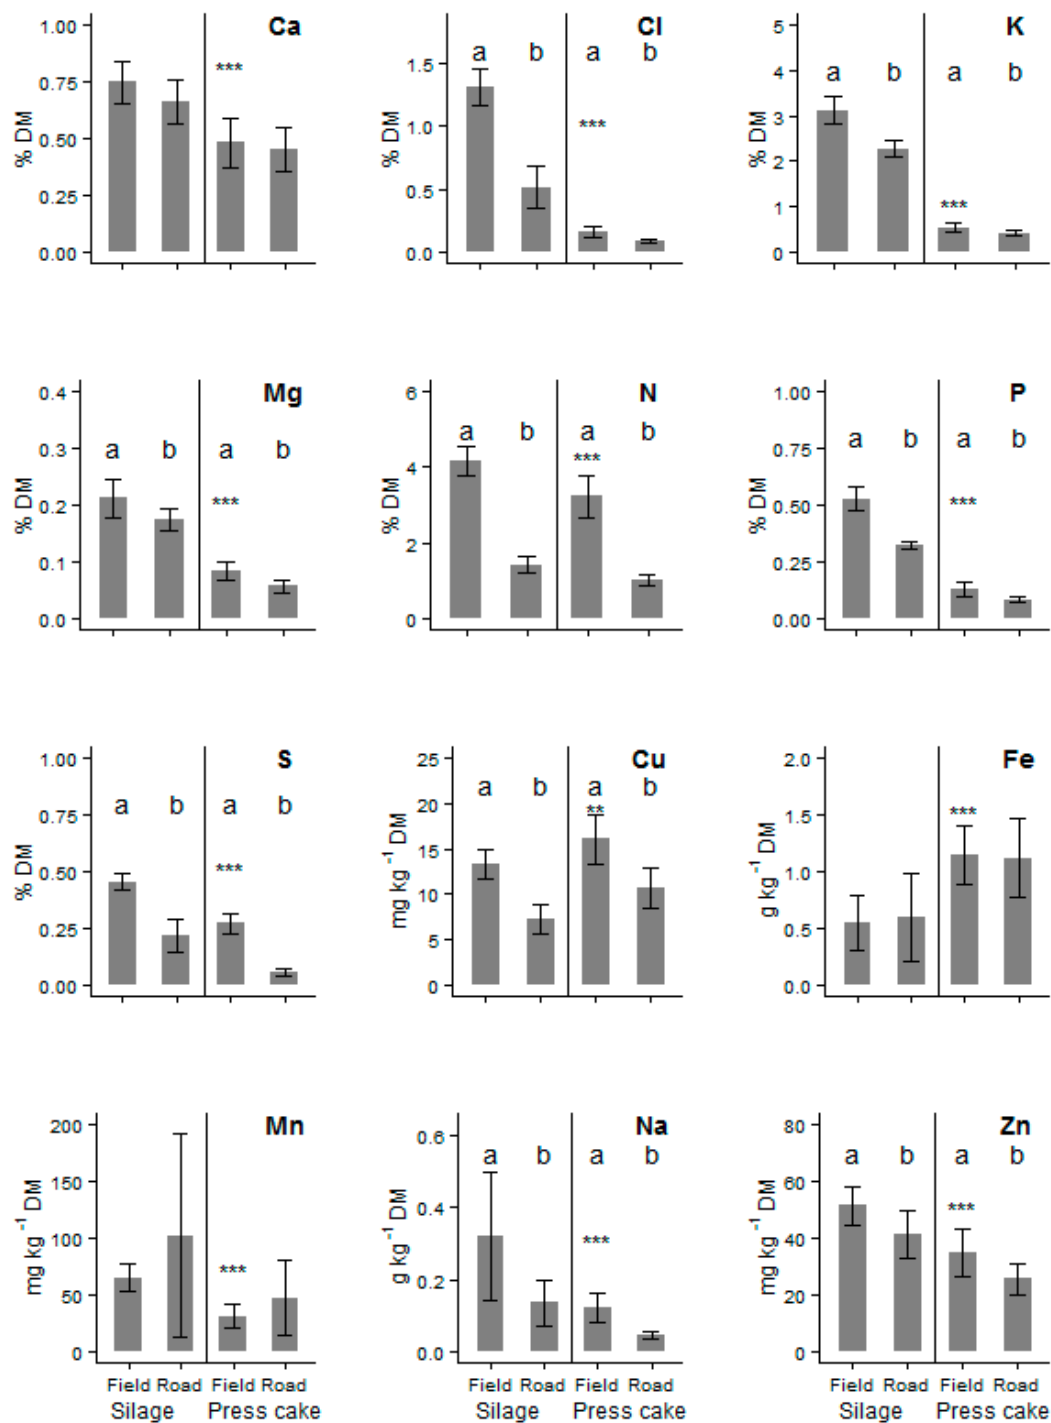 Ca
1.00
0.75
0.50
0.25
0.00
% DM
***
Cl
1.5
1.0
0.5
0.0
% DM
a b a b
***
K
5
4
3
2
1
0
% DM
a b a b
***
Mg
0.4
0.3
0.2
0.1
0.0
% DM
a b a b
***
N
6
4
2
0
% DM
a b a b
***
P
1.00
0.75
0.50
0.25
0.00
% DM
a b a b
***
S
1.00
0.75
0.50
0.25
0.00
% DM
a b a b
***
Cu
25
20
15
10
5
0
mg kg⁻¹ DM
a b a b
**
Fe
2.0
1.5
1.0
0.5
0.0
g kg⁻¹ DM
***
Mn
200
150
100
50
0
mg kg⁻¹ DM
***
Field Road Field Road
Silage Press cake
Na
0.6
0.4
0.2
0.0
g kg⁻¹ DM
a b a b
***
Field Road Field Road
Silage Press cake
Zn
80
60
40
20
0
mg kg⁻¹ DM
a b a b
***
Field Road Field Road
Silage Press cake